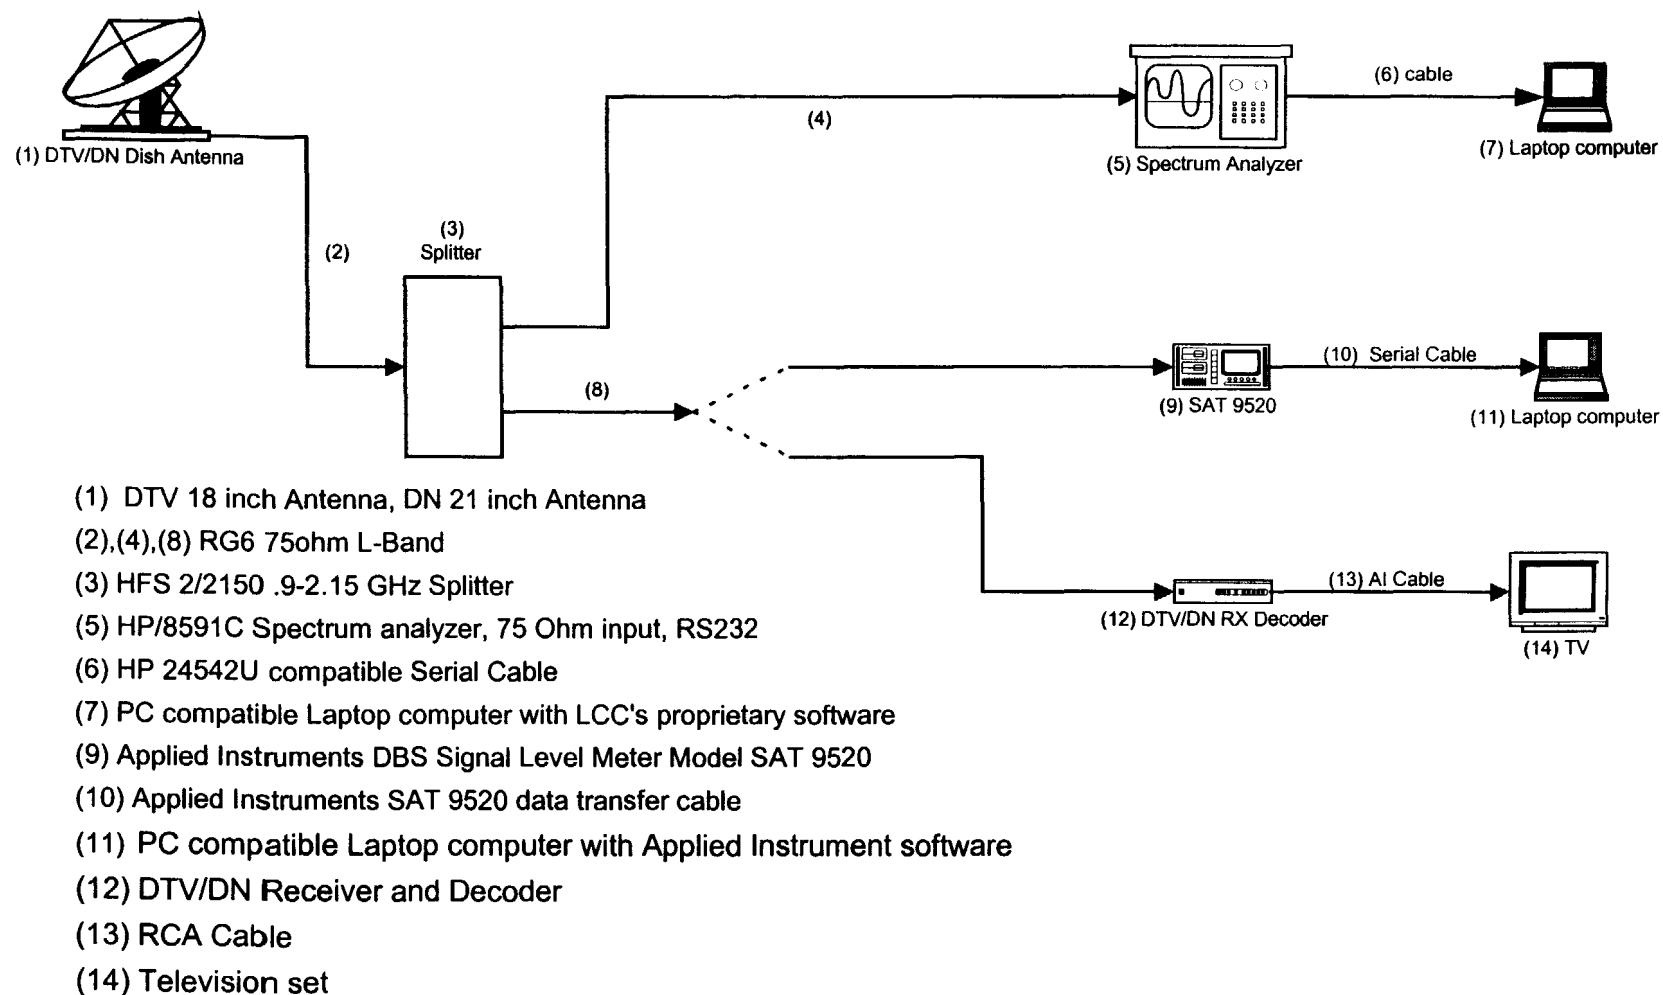 (6) cable
(4)
(1) DTV/DN Dish Antenna
(5) Spectrum Analyzer
(7) Laptop computer
(3)
Splitter
(2)
(10) Serial Cable
(8)
(9) SAT 9520
(11) Laptop computer
(13) AI Cable
(12) DTV/DN RX Decoder
(14) TV
(1) DTV 18 inch Antenna, DN 21 inch Antenna
(2),(4),(8) RG6 75ohm L-Band
(3) HFS 2/2150 .9-2.15 GHz Splitter
(5) HP/8591C Spectrum analyzer, 75 Ohm input, RS232
(6) HP 24542U compatible Serial Cable
(7) PC compatible Laptop computer with LCC's proprietary software
(9) Applied Instruments DBS Signal Level Meter Model SAT 9520
(10) Applied Instruments SAT 9520 data transfer cable
(11) PC compatible Laptop computer with Applied Instrument software
(12) DTV/DN Receiver and Decoder
(13) RCA Cable
(14) Television set